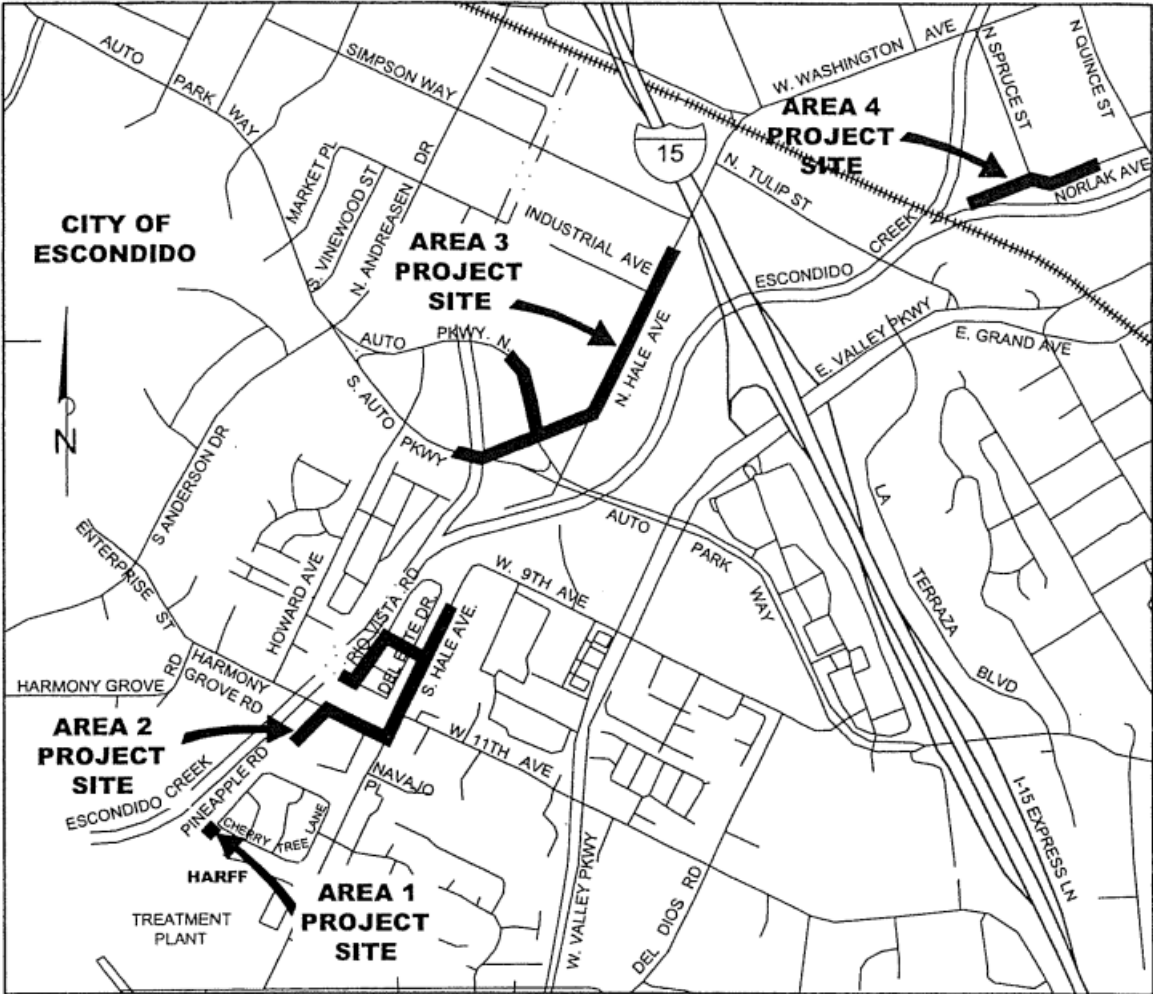 AUTO
PARK
WAY
SIMPSON WAY
W. WASHINGTON AVE
N SPRUCE ST
N QUINCE ST
AREA 4
PROJECT
SITE
15
N. TULIP ST
NORLAK AVE
MARKET PL
S. VINEWOOD ST
N. ANDREASEN DR
CITY OF
ESCONDIDO
AREA 3
PROJECT
SITE
INDUSTRIAL AVE
ESCONDIDO
CREEK
AUTO PKWY. N.
N. HALE AVE
E. VALLEY PKWY
E. GRAND AVE
N
S. AUTO PKWY
S ANDERSON DR
ENTERPRISE ST
HOWARD AVE
AUTO
PARK
WAY
LA
TERRAZA
BLVD
W. 9TH AVE
RIO VISTA RD
DEL ESTE DR.
S. HALE AVE.
HARMONY GROVE RD
HARMONY
GROVE RD
AREA 2
PROJECT
SITE
W 11TH AVE
NAVAJO
PL
ESCONDIDO CREEK
PINEAPPLE RD
CHERRY
TREE LANE
HARFF
AREA 1
PROJECT
SITE
TREATMENT
PLANT
W. VALLEY PKWY
DEL DIOS RD
I-15 EXPRESS LN